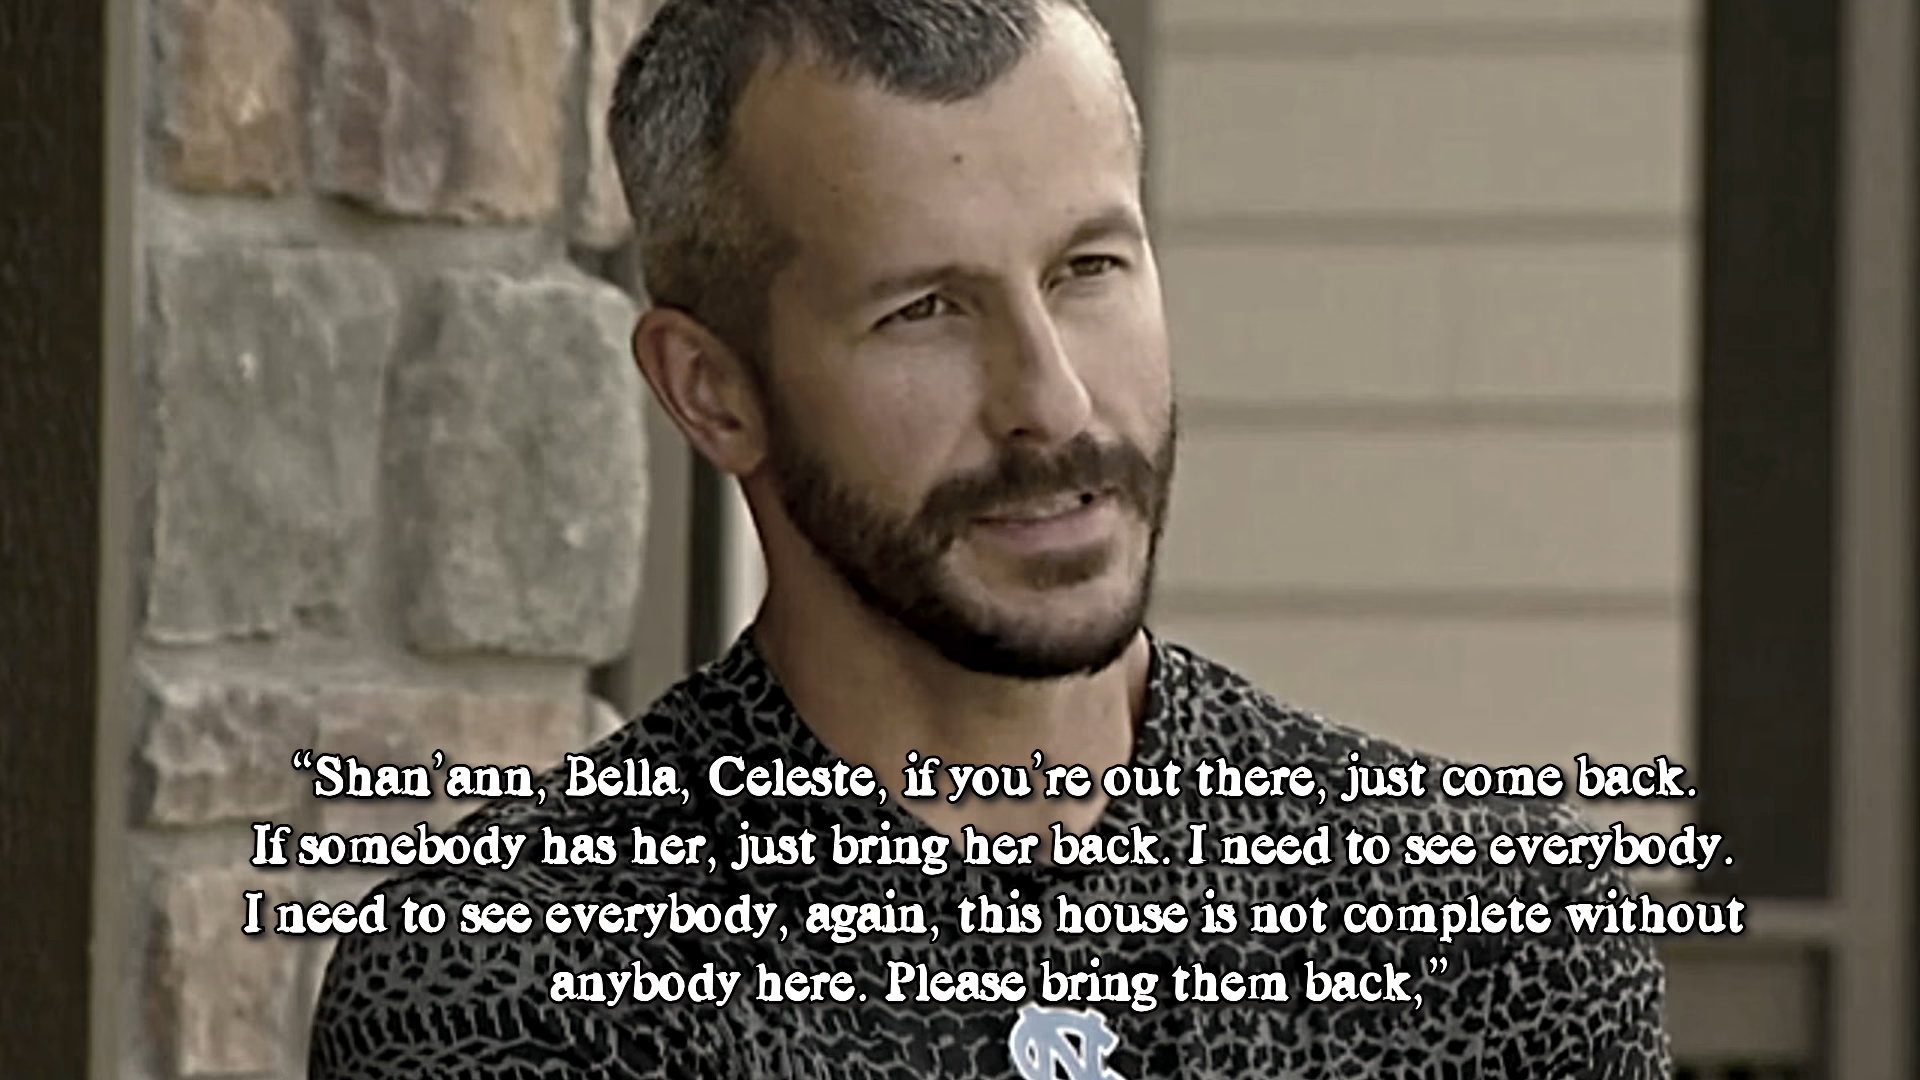 “Shan’ann, Bella, Celeste, if you’re out there, just come back.
If somebody has her, just bring her back. I need to see everybody.
I need to see everybody, again, this house is not complete without
anybody here. Please bring them back,”
NC